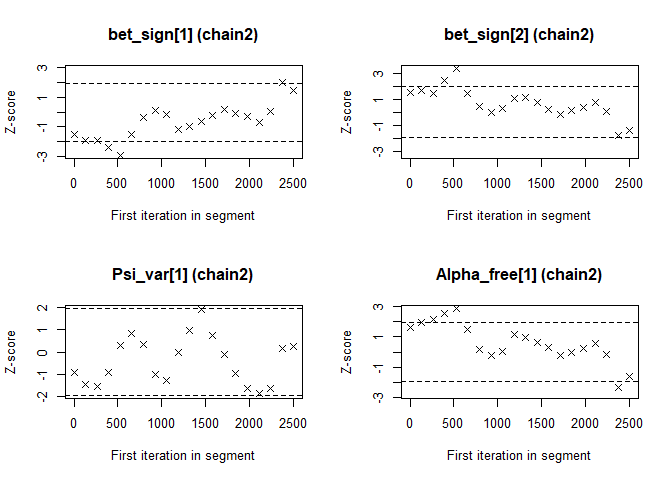 bet_sign[1] (chain2)
Z-score
3
1
-1
-3
0 500 1000 1500 2000 2500
First iteration in segment
bet_sign[2] (chain2)
Z-score
3
1
-1
-3
0 500 1000 1500 2000 2500
First iteration in segment
Psi_var[1] (chain2)
Z-score
2
1
0
-1
-2
0 500 1000 1500 2000 2500
First iteration in segment
Alpha_free[1] (chain2)
Z-score
3
1
-1
-3
0 500 1000 1500 2000 2500
First iteration in segment